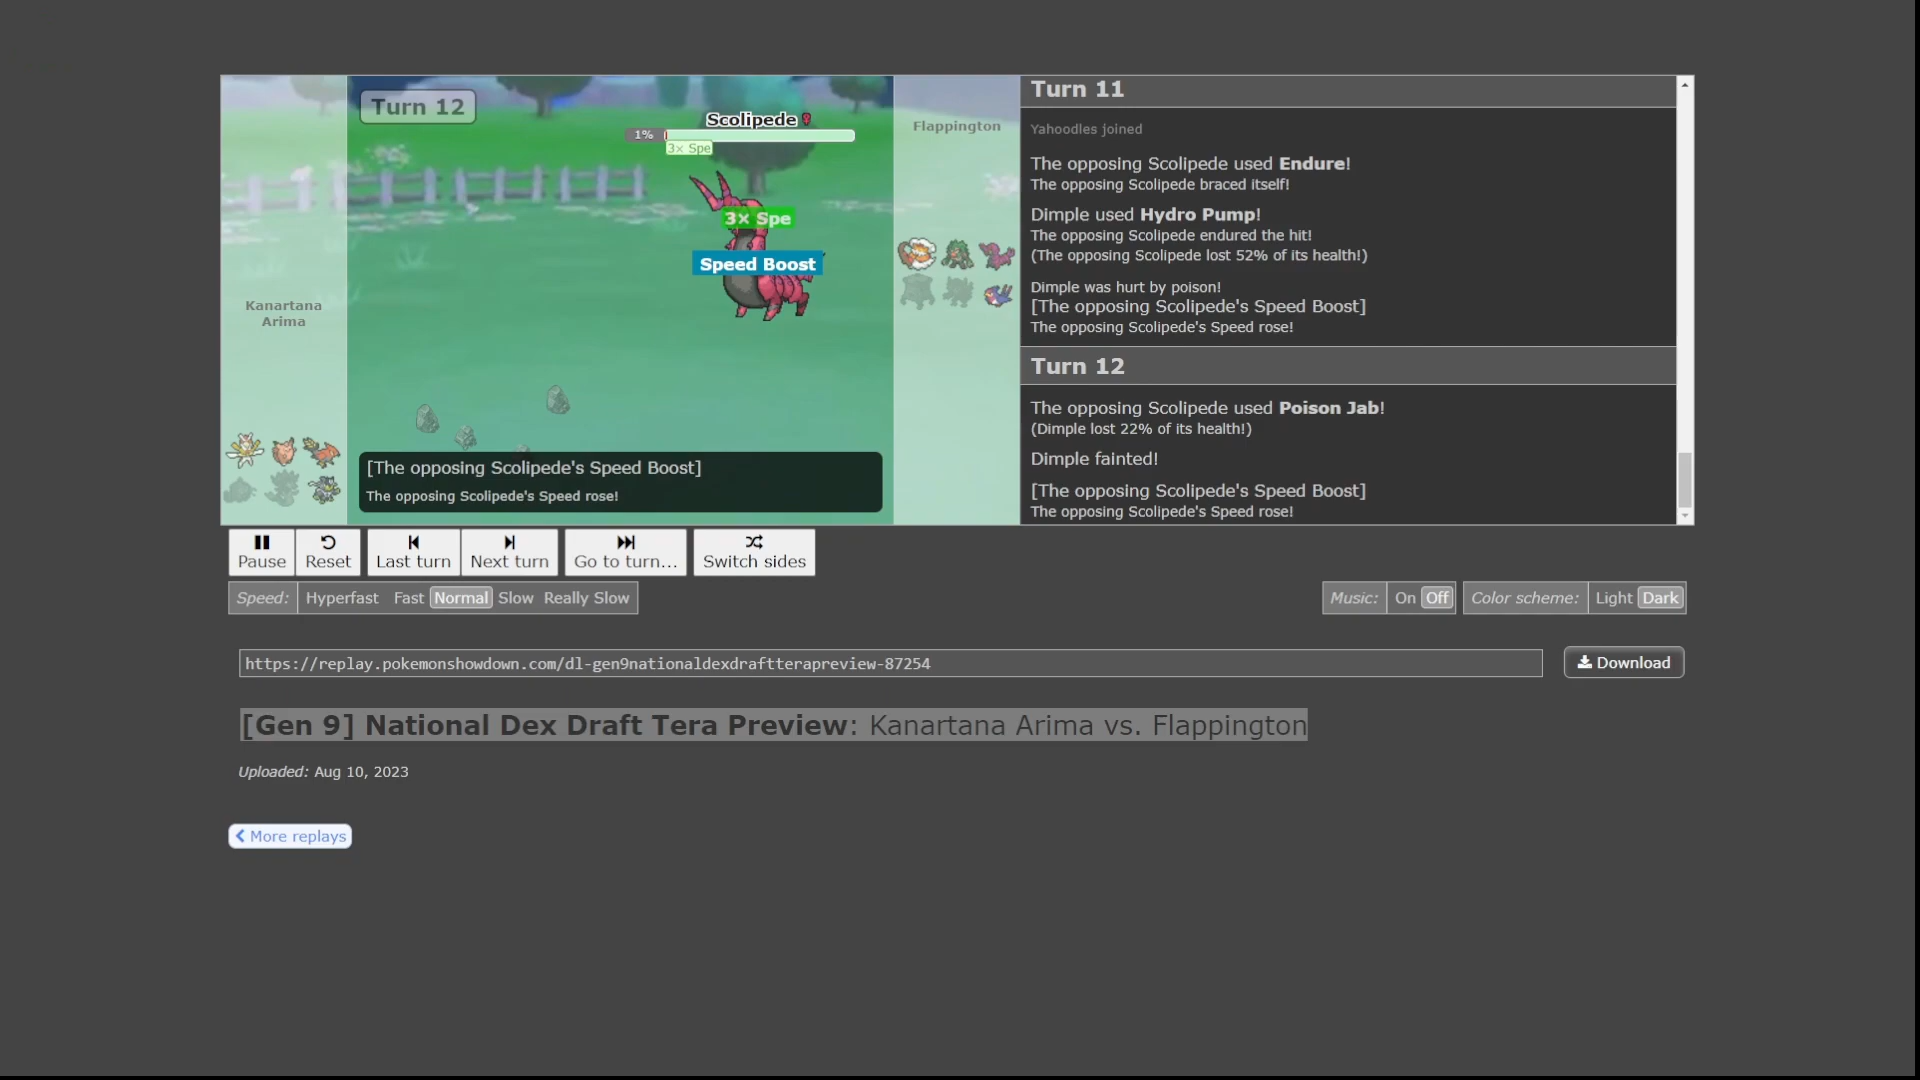 Turn 12
Scolipede
1%
3× Spe
3× Spe
Speed Boost
Kanartana
Arima
Flappington
[The opposing Scolipede's Speed Boost]
The opposing Scolipede's Speed rose!
Turn 11
Yahoodles joined
The opposing Scolipede used Endure!
The opposing Scolipede braced itself!
Dimple used Hydro Pump!
The opposing Scolipede endured the hit!
(The opposing Scolipede lost 52% of its health!)
Dimple was hurt by poison!
[The opposing Scolipede's Speed Boost]
The opposing Scolipede's Speed rose!
Turn 12
The opposing Scolipede used Poison Jab!
(Dimple lost 22% of its health!)
Dimple fainted!
[The opposing Scolipede's Speed Boost]
The opposing Scolipede's Speed rose!
Pause Reset Last turn Next turn Go to turn... Switch sides
Speed: Hyperfast Fast Normal Slow Really Slow
Music: On Off Color scheme: Light Dark
https://replay.pokemonshowdown.com/dl-gen9nationaldexdraftterapreview-87254
Download
[Gen 9] National Dex Draft Tera Preview: Kanartana Arima vs. Flappington
Uploaded: Aug 10, 2023
More replays